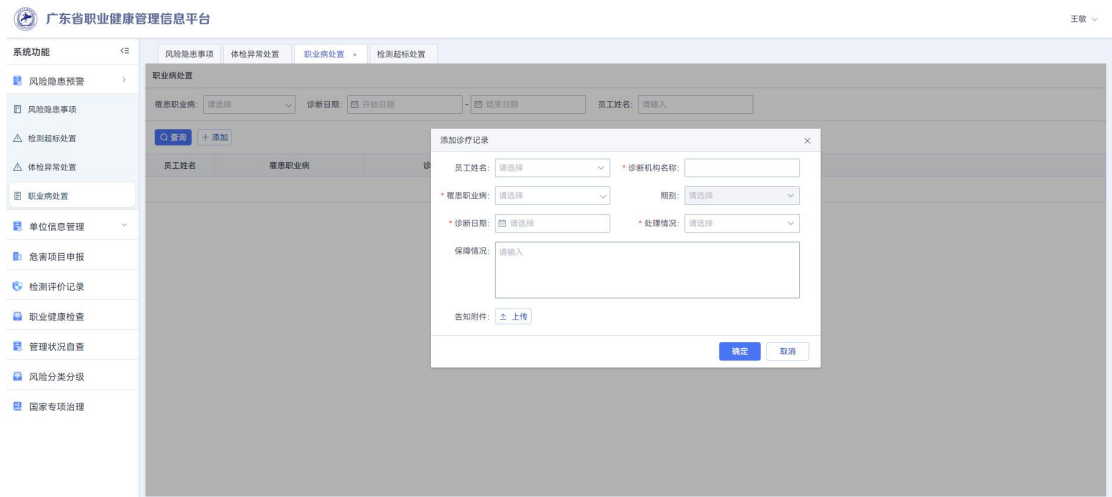 广东省职业健康管理信息平台
王敏
系统功能
风险隐患事项 体检异常处置 职业病处置 × 检测超标处置
风险隐患预警
职业病处置
风险隐患事项
罹患职业病: 请选择 诊断日期: 开始日期 - 结束日期 员工姓名: 请输入
检测超标处置
查询 + 添加
体检异常处置
员工姓名 罹患职业病 诊
职业病处置
单位信息管理
危害项目申报
检测评价记录
职业健康检查
管理状况自查
风险分类分级
国家专项治理
添加诊疗记录 ×
员工姓名: 请选择 * 诊断机构名称:
* 罹患职业病: 请选择 期别: 请选择
* 诊断日期: 请选择 * 处理情况: 请选择
保障情况: 请输入
告知附件: 上传
确定 取消